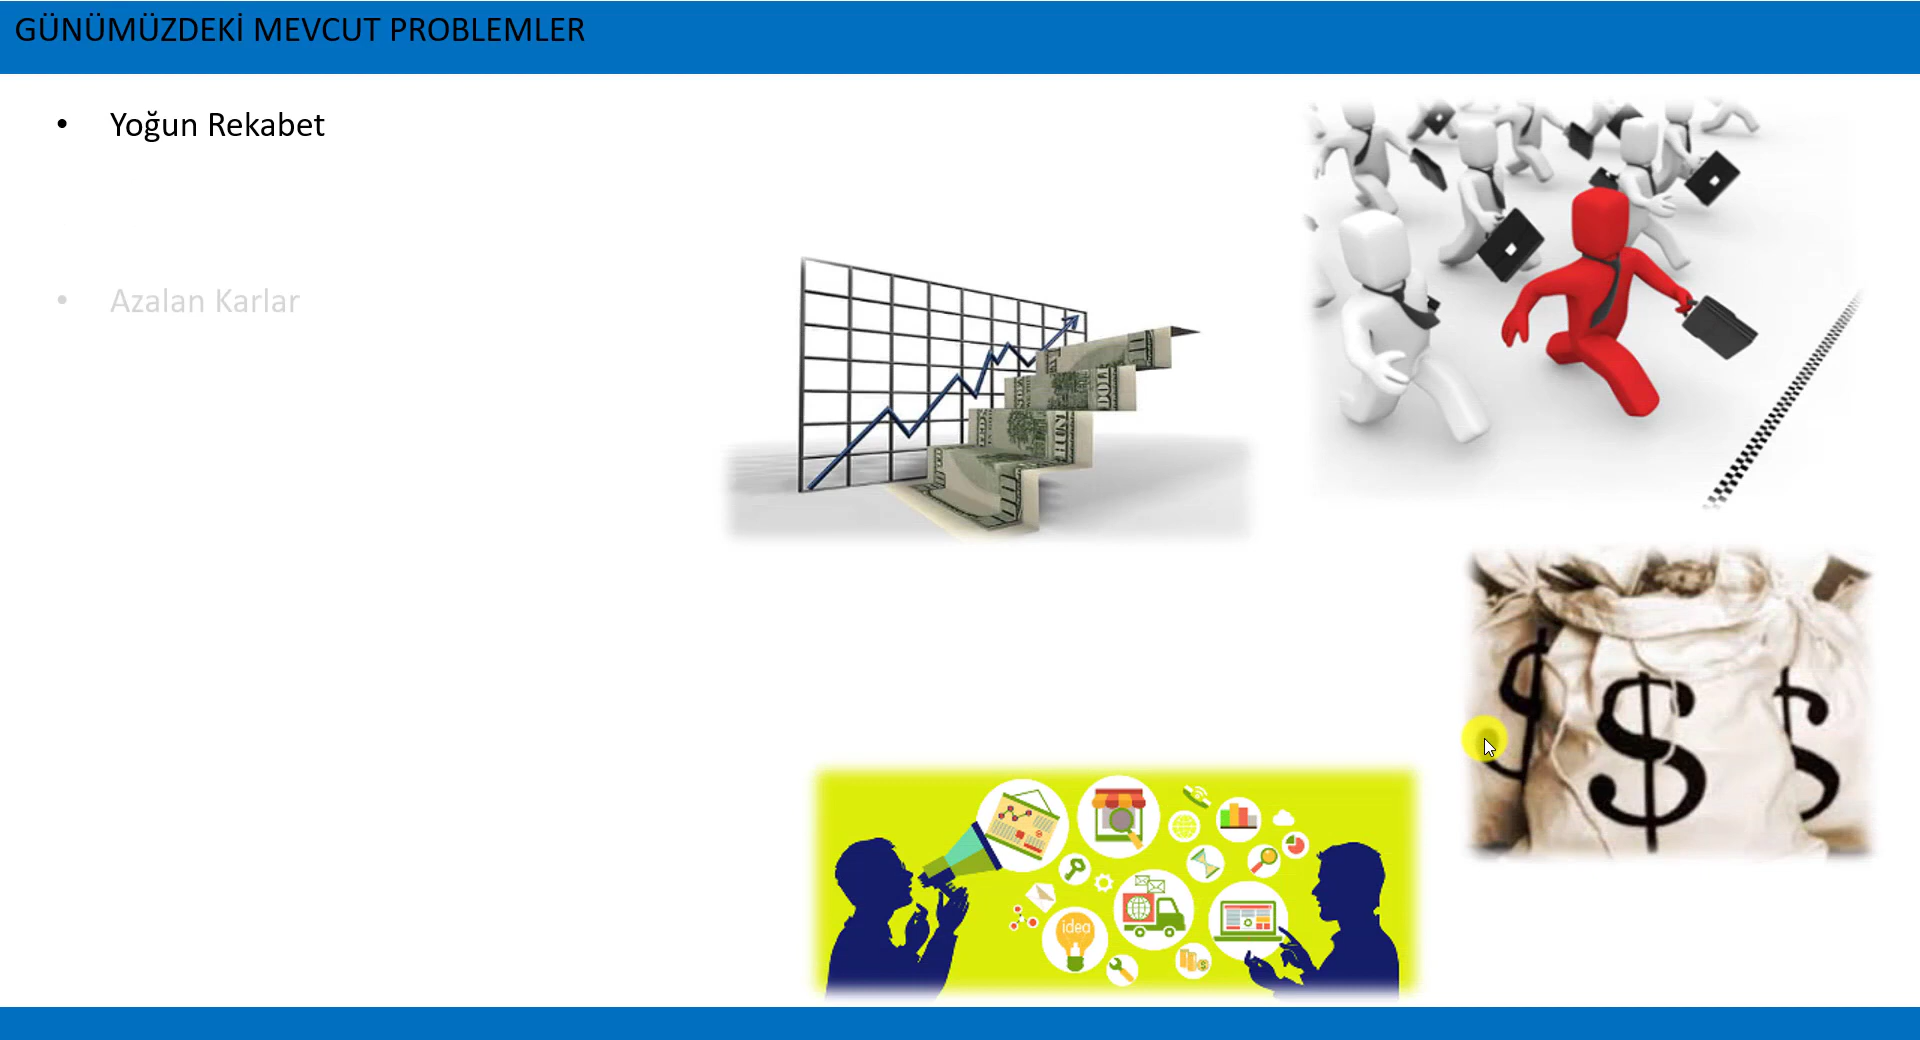 GÜNÜMÜZDEKİ MEVCUT PROBLEMLER
• Yoğun Rekabet
• Azalan Karlar
idea